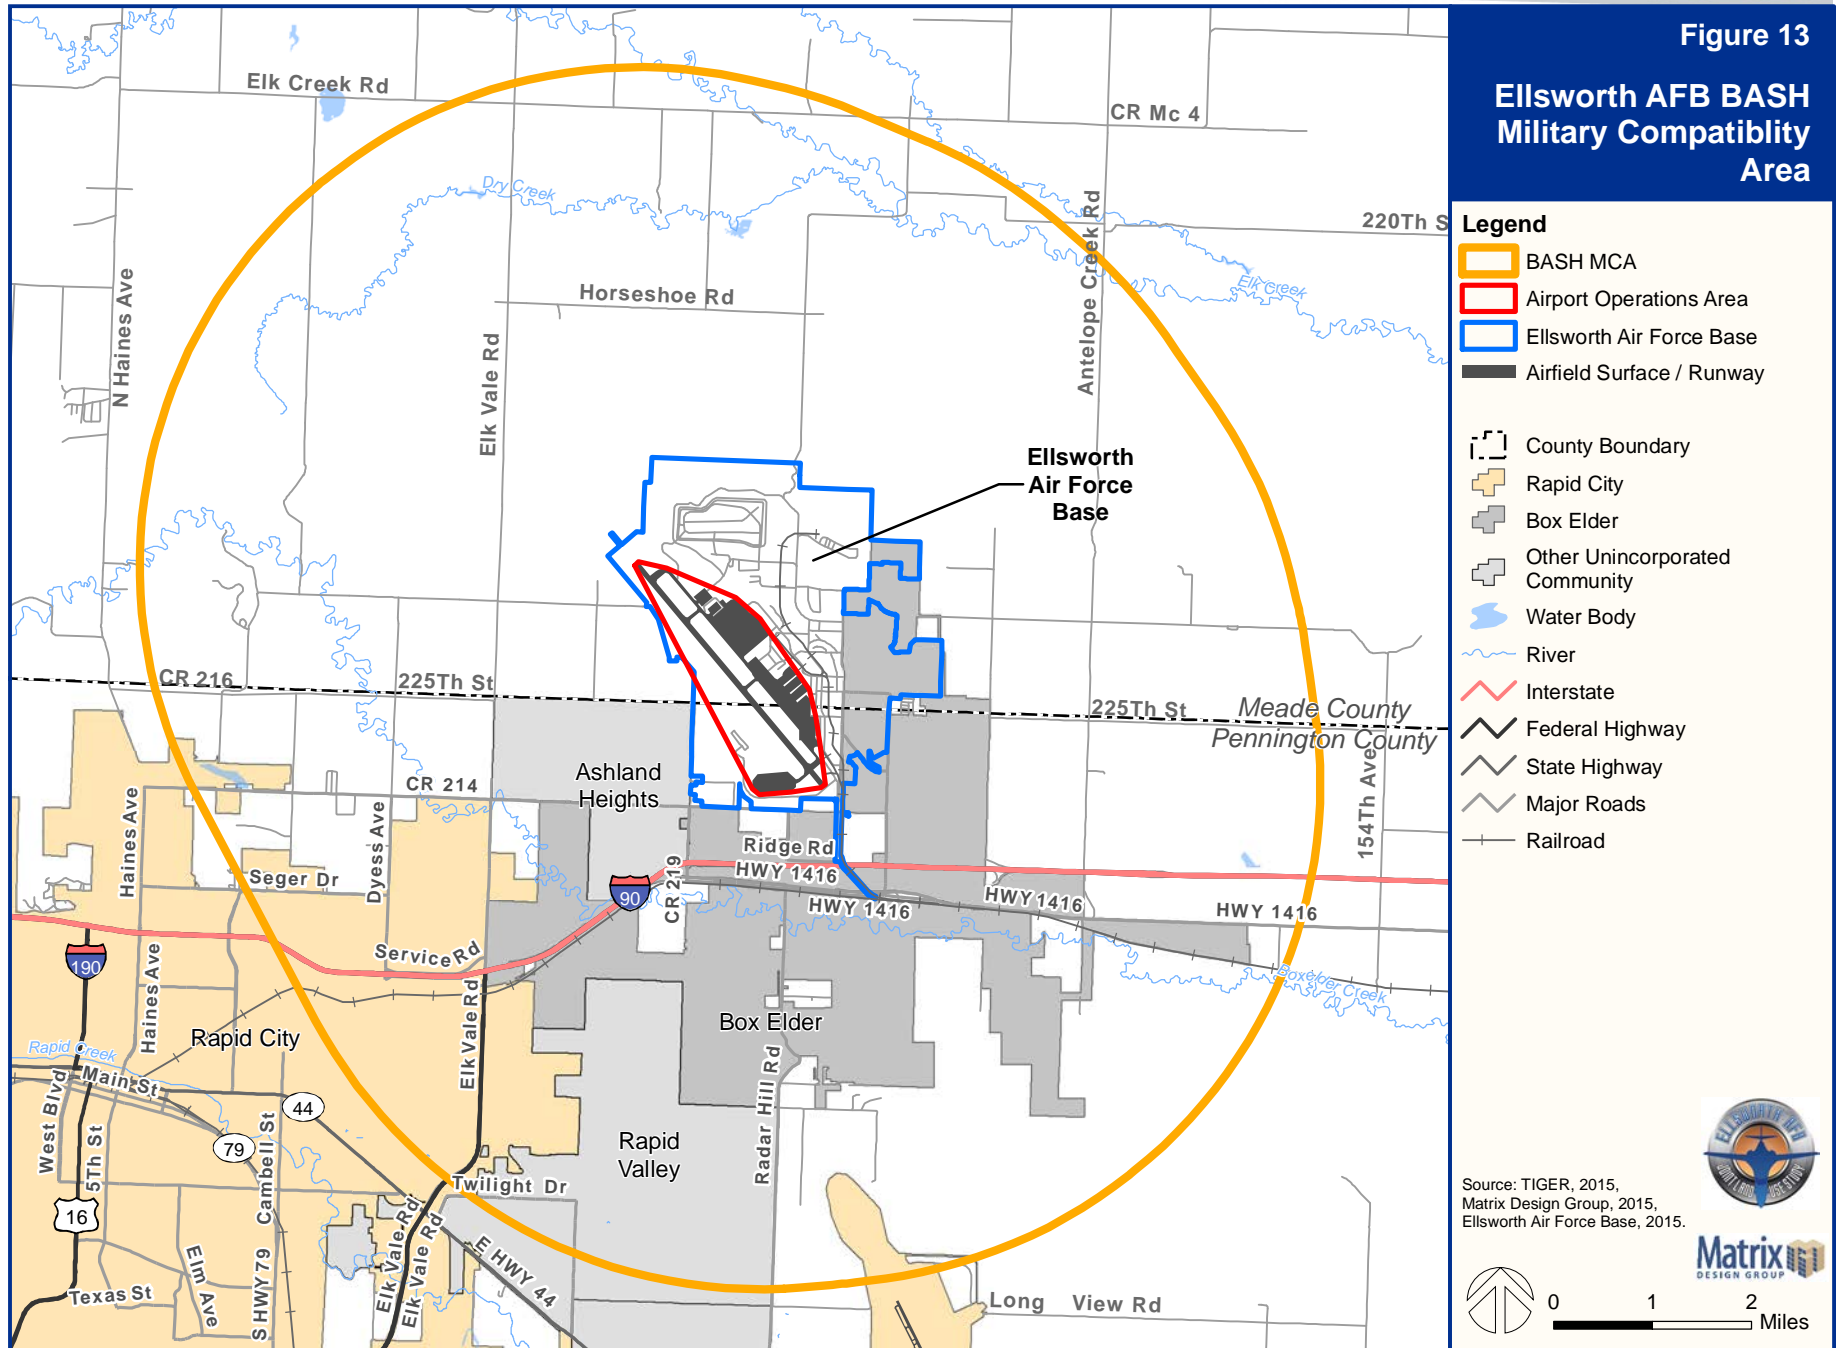 Figure 13
Ellsworth AFB BASH
Military Compatiblity
Area
Legend
BASH MCA
Airport Operations Area
Ellsworth Air Force Base
Airfield Surface / Runway
County Boundary
Rapid City
Box Elder
Other Unincorporated
Community
Water Body
River
Interstate
Federal Highway
State Highway
Major Roads
Railroad
Source: TIGER, 2015,
Matrix Design Group, 2015,
Ellsworth Air Force Base, 2015.
ELLSWORTH AFB
JOINT LAND USE STUDY
Matrix
DESIGN GROUP
0 1 2
Miles
Elk Creek Rd
CR Mc 4
Dry Creek
220Th S
Elk Creek
Horseshoe Rd
N Haines Ave
Elk Vale Rd
Antelope Creek Rd
Ellsworth
Air Force
Base
CR 216
225Th St
225Th St
Meade County
Pennington County
154Th Ave
Ashland
Heights
CR 214
Haines Ave
Dyess Ave
Seger Dr
Ridge Rd
HWY 1416
HWY 1416
HWY 1416
HWY 1416
CR 219
90
190
Service Rd
Haines Ave
Elk Vale Rd
Boxelder Creek
Rapid City
Box Elder
Rapid Creek
Main St
West Blvd
5Th St
44
79
Cambell St
Radar Hill Rd
Rapid
Valley
Twilight Dr
16
Elk Vale Rd
Elk Vale Rd
E HWY 44
Elm Ave
S HWY 79
Texas St
Long View Rd